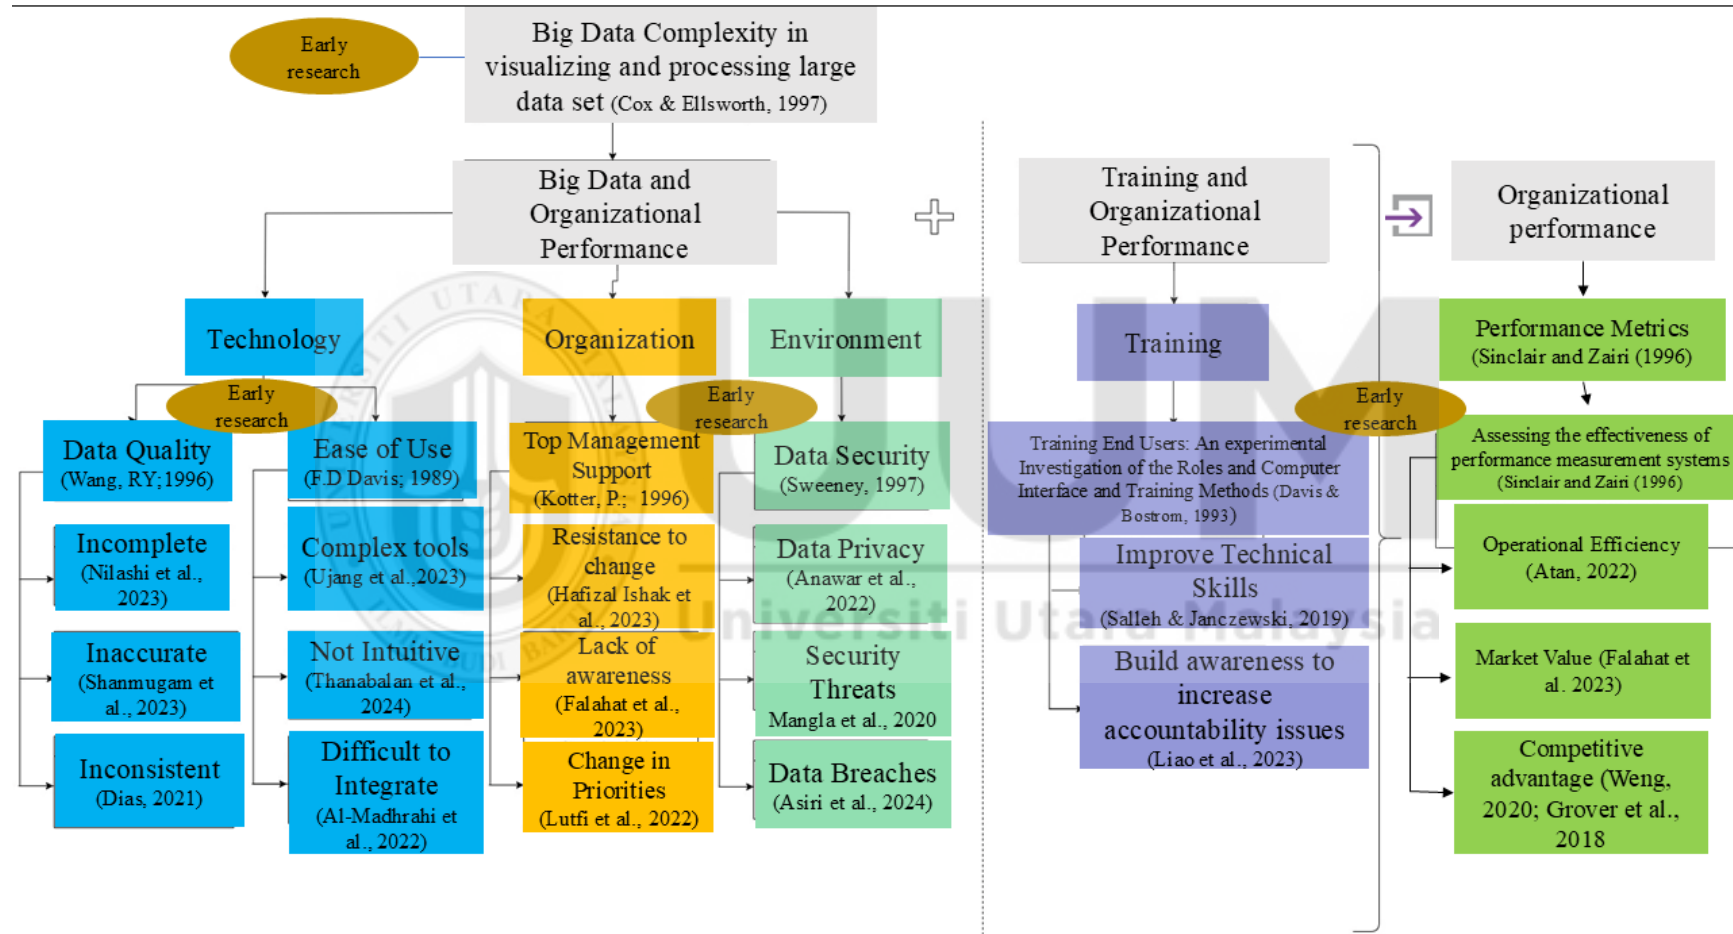 Early
research
Big Data Complexity in
visualizing and processing large
data set (Cox & Ellsworth, 1997)
Big Data and
Organizational
Performance
Training and
Organizational
Performance
Organizational
performance
Technology
Organization
Environment
Training
Performance Metrics
(Sinclair and Zairi (1996)
Early
research
Early
research
Early
research
Data Quality
(Wang, RY;1996)
Incomplete
(Nilashi et al.,
2023)
Inaccurate
(Shanmugam et
al., 2023)
Inconsistent
(Dias, 2021)
Ease of Use
(F.D Davis; 1989)
Complex tools
(Ujang et al.,2023)
Not Intuitive
(Thanabalan et al.,
2024)
Difficult to
Integrate
(Al-Madhrahi et
al., 2022)
Top Management
Support
(Kotter, P.; 1996)
Resistance to
change
(Hafizal Ishak et
al., 2023)
Lack of
awareness
(Falahat et al.,
2023)
Change in
Priorities
(Lutfi et al., 2022)
Data Security
(Sweeney, 1997)
Data Privacy
(Anawar et al.,
2022)
Security
Threats
Mangla et al., 2020
Data Breaches
(Asiri et al., 2024)
Training End Users: An experimental
Investigation of the Roles and Computer
Interface and Training Methods (Davis &
Bostrom, 1993)
Improve Technical
Skills
(Salleh & Janczewski, 2019)
Build awareness to
increase
accountability issues
(Liao et al., 2023)
Assessing the effectiveness of
performance measurement systems
(Sinclair and Zairi (1996)
Operational Efficiency
(Atan, 2022)
Market Value (Falahat et
al. 2023)
Competitive
advantage (Weng,
2020; Grover et al.,
2018
UUM
Universiti Utara Malaysia